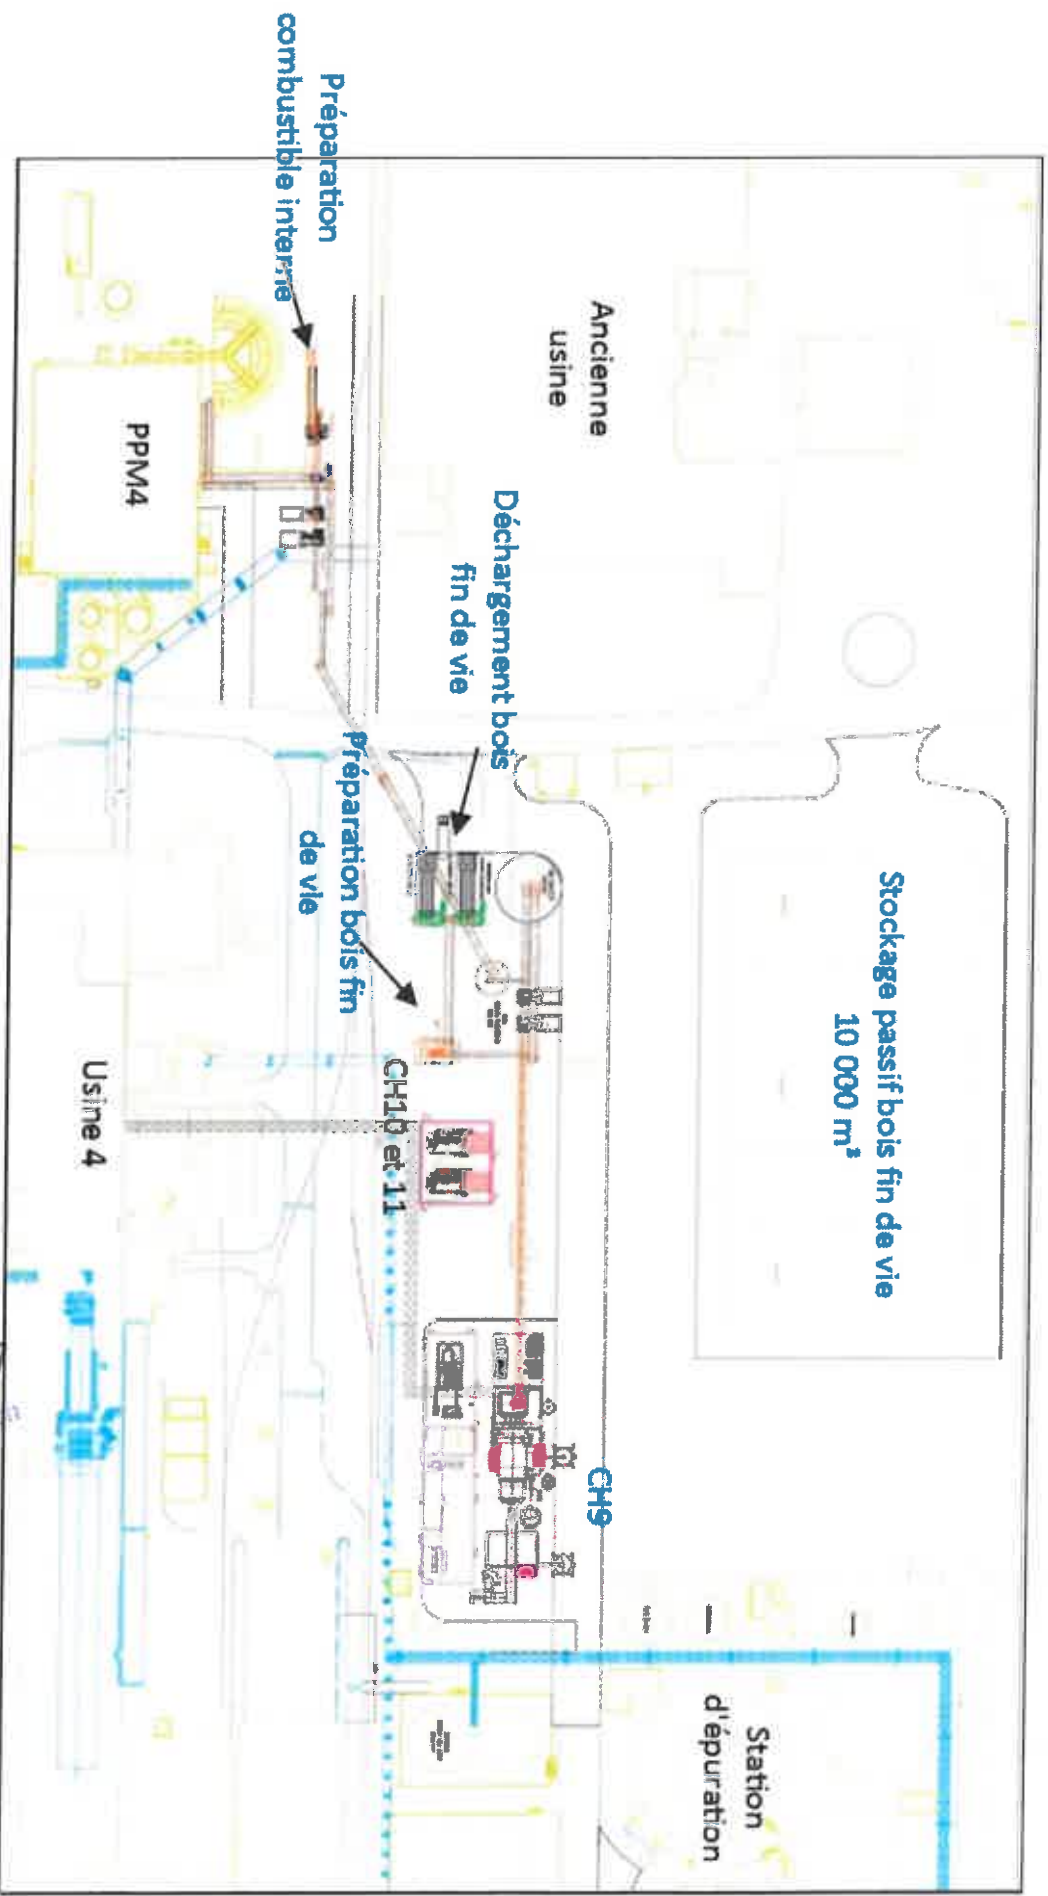 Préparation
combustible interne
Ancienne
usine
PPM4
Déchargement bois
fin de vie
Préparation bois fin
de vie
Stockage passif bois fin de vie
10 000 m³
CH10 et 11
Usine 4
CH9
Station
d'épuration